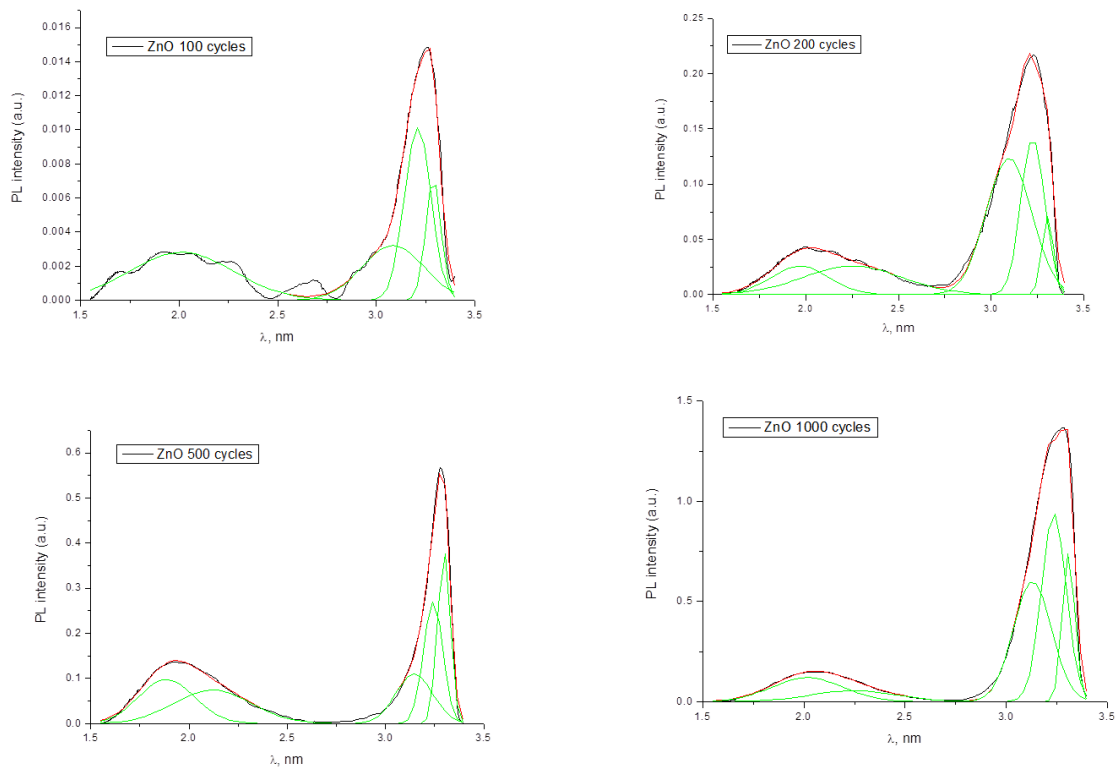 ZnO 100 cycles
PL intensity (a.u.)
0.016
0.014
0.012
0.010
0.008
0.006
0.004
0.002
0.000
1.5 2.0 2.5 3.0 3.5
λ, nm
ZnO 200 cycles
PL intensity (a.u.)
0.25
0.20
0.15
0.10
0.05
0.00
1.5 2.0 2.5 3.0 3.5
λ, nm
ZnO 500 cycles
PL intensity (a.u.)
0.6
0.5
0.4
0.3
0.2
0.1
0.0
1.5 2.0 2.5 3.0 3.5
λ, nm
ZnO 1000 cycles
PL intensity (a.u.)
1.5
1.0
0.5
0.0
1.5 2.0 2.5 3.0 3.5
λ, nm